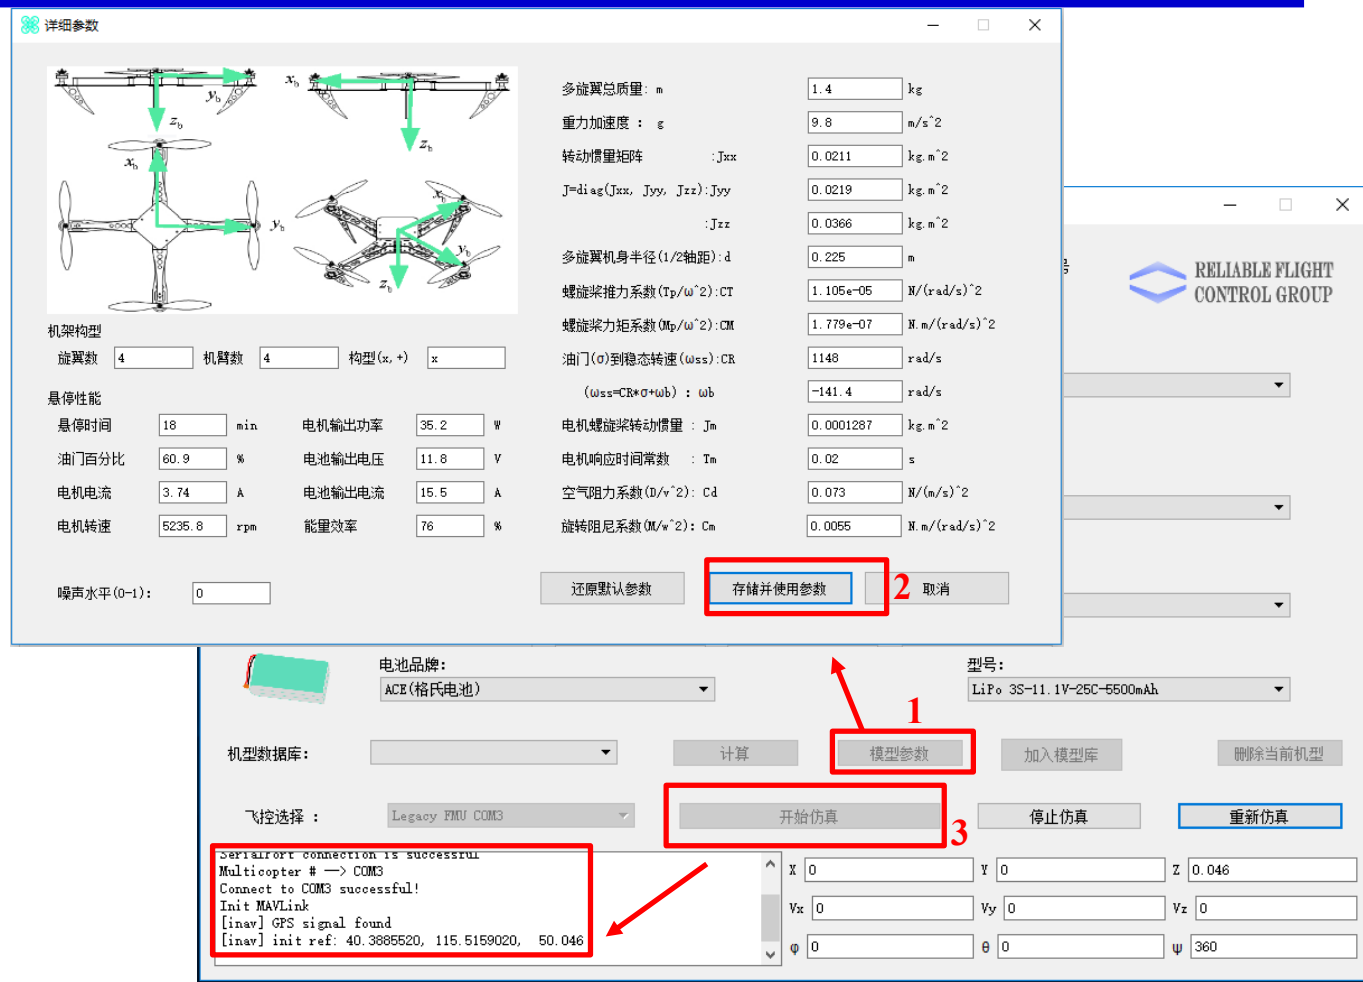 详细参数
x_b
y_b
z_b
z_b
x_b
y_b
x_b
y_b
z_b
机架构型
旋翼数 4 机臂数 4 构型(x,+) x
悬停性能
悬停时间 18 min 电机输出功率 35.2 W
油门百分比 60.9 % 电池输出电压 11.8 V
电机电流 3.74 A 电池输出电流 15.5 A
电机转速 5235.8 rpm 能量效率 76 %
噪声水平(0-1): 0
多旋翼总质量: m 1.4 kg
重力加速度 : g 9.8 m/s^2
转动惯量矩阵 :Jxx 0.0211 kg.m^2
J=diag(Jxx, Jyy, Jzz):Jyy 0.0219 kg.m^2
:Jzz 0.0366 kg.m^2
多旋翼机身半径(1/2轴距):d 0.225 m
螺旋桨推力系数(Tp/ω^2):CT 1.105e-05 N/(rad/s)^2
螺旋桨力矩系数(Mp/ω^2):CM 1.779e-07 N.m/(rad/s)^2
油门(σ)到稳态转速(ωss):CR 1148 rad/s
(ωss=CR*σ+ωb) : ωb -141.4 rad/s
电机螺旋桨转动惯量 : Jm 0.0001287 kg.m^2
电机响应时间常数 : Tm 0.02 s
空气阻力系数(D/v^2): Cd 0.073 N/(m/s)^2
旋转阻尼系数(M/w^2): Cm 0.0055 N.m/(rad/s)^2
还原默认参数 存储并使用参数 2 取消
号
RELIABLE FLIGHT
CONTROL GROUP
电池品牌: 型号:
ACE(格氏电池) LiPo 3S-11.1V-25C-5500mAh
1
机型数据库: 计算 模型参数 加入模型库 删除当前机型
飞控选择 : Legacy FMU COM3 开始仿真 3 停止仿真 重新仿真
SerialPort connection is successful
Multicopter # —> COM3
Connect to COM3 successful!
Init MAVLink
[inav] GPS signal found
[inav] init ref: 40.3885520, 115.5159020, 50.046
X 0 Y 0 Z 0.046
Vx 0 Vy 0 Vz 0
φ 0 θ 0 ψ 360